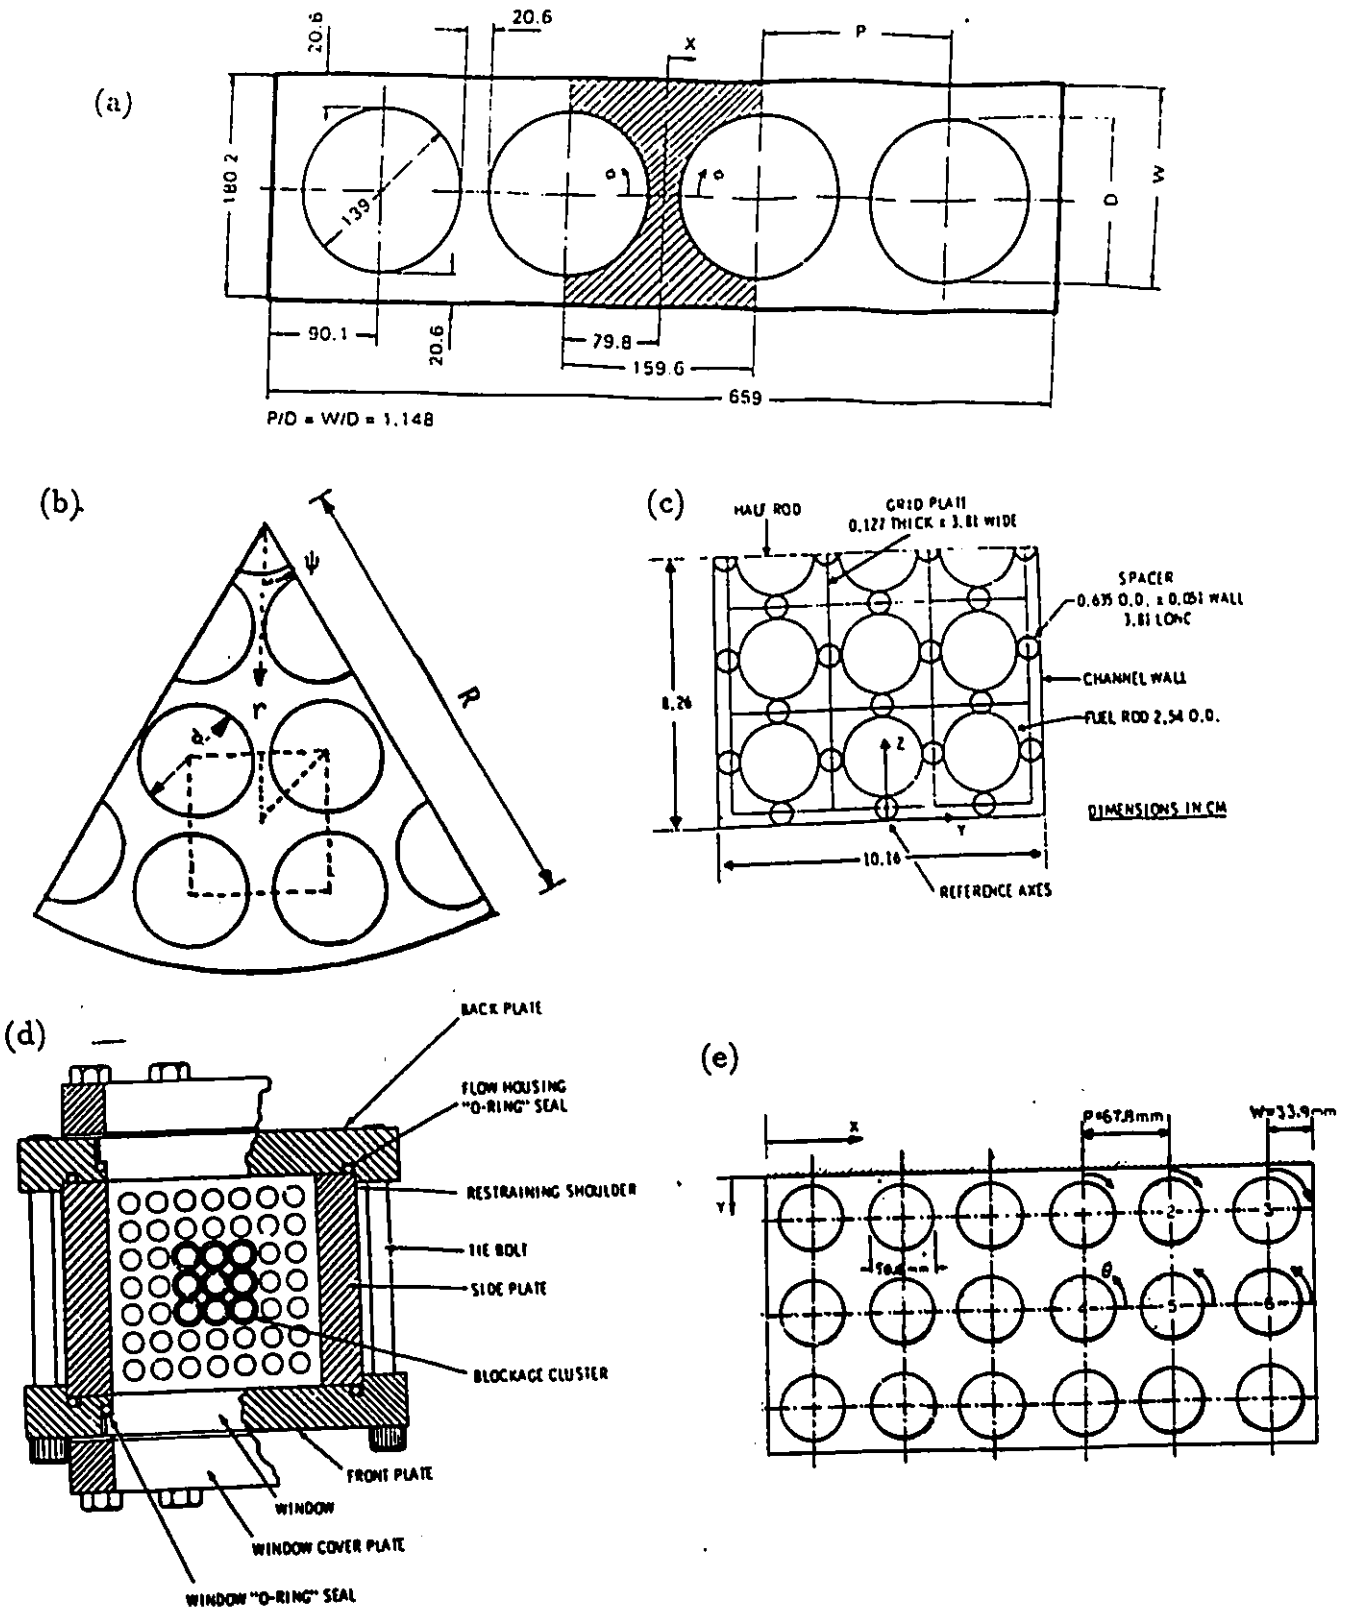 (a)
20.6
20.6
X
P
180.2
139
α
α
D
W
90.1
20.6
79.8
159.6
659
P/D = W/D = 1.148
(b)
ψ
R
r
d
(c)
HALF ROD
GRID PLATE
0.127 THICK x 3.81 WIDE
SPACER
0.635 O.D. x 0.051 WALL
3.81 LONG
CHANNEL WALL
FUEL ROD 2.54 O.D.
8.26
Z
Y
DIMENSIONS IN CM
10.16
REFERENCE AXES
(d)
BACK PLATE
FLOW HOUSING
"O-RING" SEAL
RESTRAINING SHOULDER
TIE BOLT
SIDE PLATE
BLOCKAGE CLUSTER
FRONT PLATE
WINDOW
WINDOW COVER PLATE
WINDOW "O-RING" SEAL
(e)
P=67.8mm
W=33.9mm
X
Y
2
3
θ
4
5
6